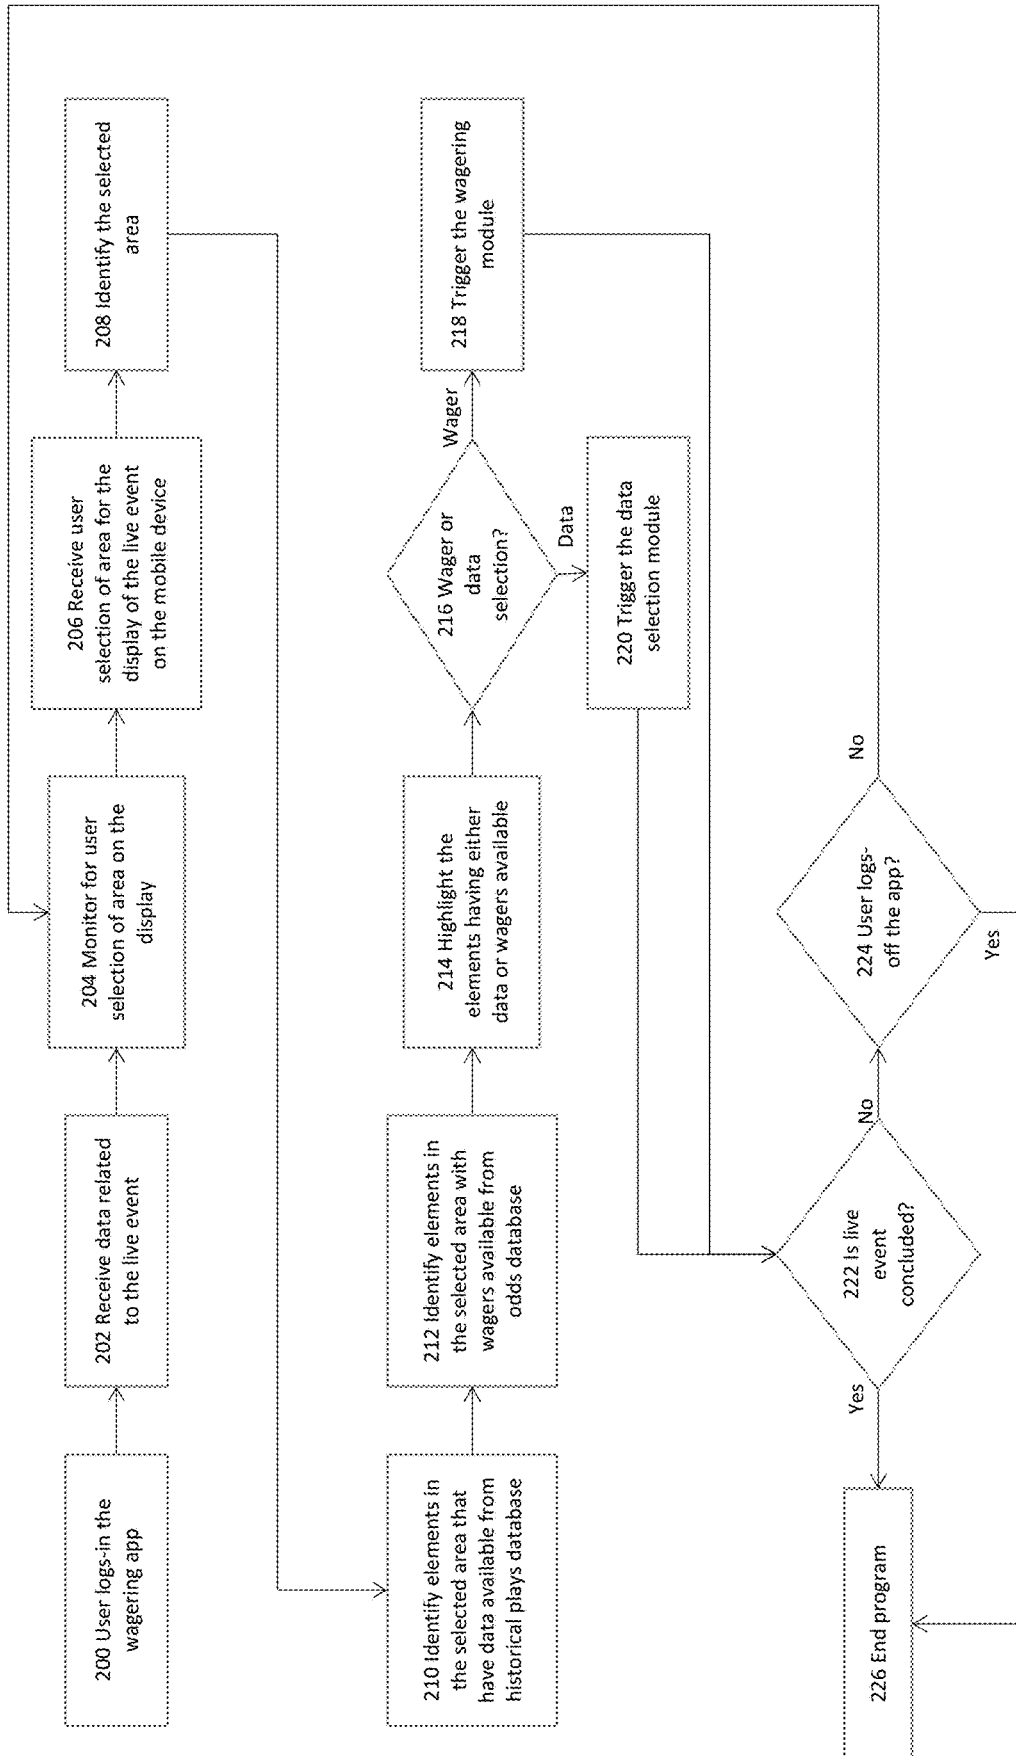 200 User logs-in the
wagering app
202 Receive data related
to the live event
204 Monitor for user
selection of area on the
display
206 Receive user
selection of area for the
display of the live event
on the mobile device
208 Identify the selected
area
210 Identify elements in
the selected area that
have data available from
historical plays database
212 Identify elements in
the selected area with
wagers available from
odds database
214 Highlight the
elements having either
data or wagers available
216 Wager or
data
selection?
Wager
218 Trigger the wagering
module
Data
220 Trigger the data
selection module
222 Is live
event
concluded?
Yes
No
224 User logs-
off the app?
No
Yes
226 End program